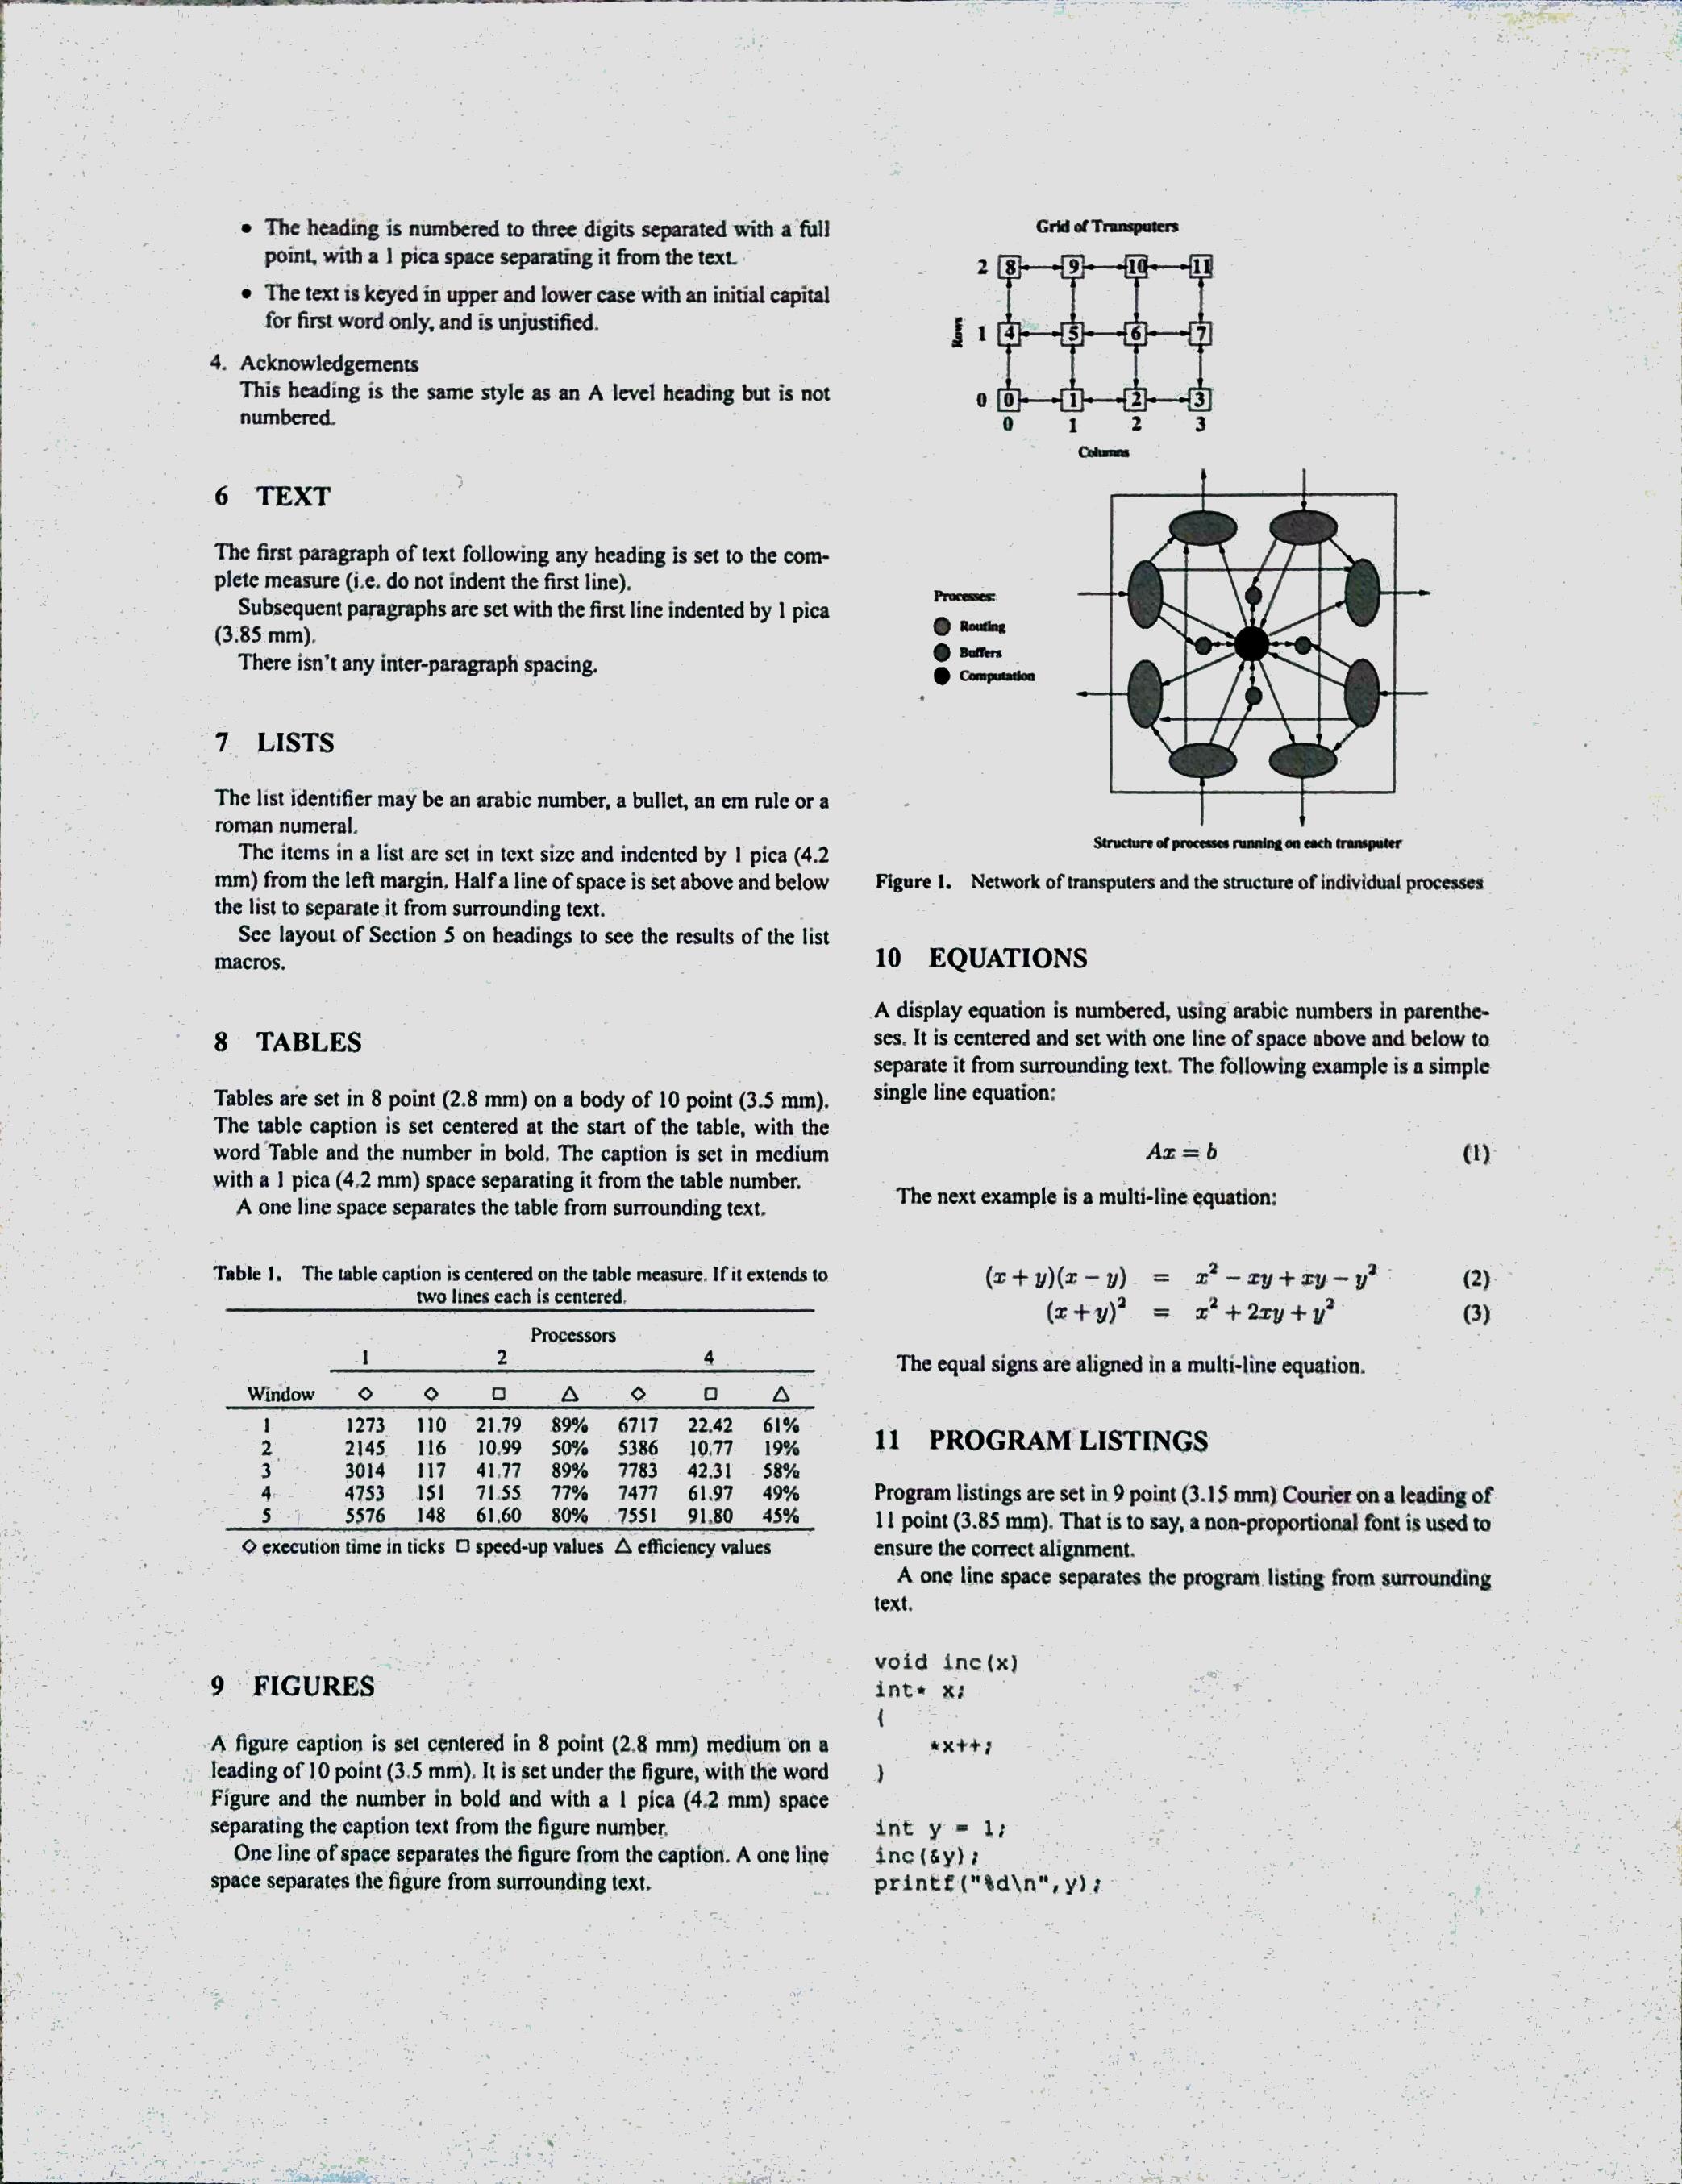 • The heading is numbered to three digits separated with a full
point, with a 1 pica space separating it from the text.
• The text is keyed in upper and lower case with an initial capital
for first word only, and is unjustified.
4. Acknowledgements
This heading is the same style as an A level heading but is not
numbered.
6 TEXT
The first paragraph of text following any heading is set to the com-
plete measure (i.e. do not indent the first line).
Subsequent paragraphs are set with the first line indented by 1 pica
(3.85 mm).
There isn't any inter-paragraph spacing.
7 LISTS
The list identifier may be an arabic number, a bullet, an em rule or a
roman numeral.
The items in a list are set in text size and indented by 1 pica (4.2
mm) from the left margin. Half a line of space is set above and below
the list to separate it from surrounding text.
See layout of Section 5 on headings to see the results of the list
macros.
8 TABLES
Tables are set in 8 point (2.8 mm) on a body of 10 point (3.5 mm).
The table caption is set centered at the start of the table, with the
word Table and the number in bold. The caption is set in medium
with a 1 pica (4.2 mm) space separating it from the table number.
A one line space separates the table from surrounding text.
Table 1. The table caption is centered on the table measure. If it extends to
two lines each is centered.
Processors
1 2 4
Window ◇ ◇ □ △ ◇ □ △
1 1273 110 21.79 89% 6717 22.42 61%
2 2145 116 10.99 50% 5386 10.77 19%
3 3014 117 41.77 89% 7783 42.31 58%
4 4753 151 71.55 77% 7477 61.97 49%
5 5576 148 61.60 80% 7551 91.80 45%
◇ execution time in ticks □ speed-up values △ efficiency values
9 FIGURES
A figure caption is set centered in 8 point (2.8 mm) medium on a
leading of 10 point (3.5 mm). It is set under the figure, with the word
Figure and the number in bold and with a 1 pica (4.2 mm) space
separating the caption text from the figure number.
One line of space separates the figure from the caption. A one line
space separates the figure from surrounding text.
Grid of Transputers
2 8 9 10 11
Rows
1 4 5 6 7
0 0 1 2 3
0 1 2 3
Columns
Processes:
Routing
Buffers
Computation
Structure of processes running on each transputer
Figure 1. Network of transputers and the structure of individual processes
10 EQUATIONS
A display equation is numbered, using arabic numbers in parenthe-
ses. It is centered and set with one line of space above and below to
separate it from surrounding text. The following example is a simple
single line equation:
Ax = b (1)
The next example is a multi-line equation:
(x + y)(x − y) = x² − xy + xy − y² (2)
(x + y)² = x² + 2xy + y² (3)
The equal signs are aligned in a multi-line equation.
11 PROGRAM LISTINGS
Program listings are set in 9 point (3.15 mm) Courier on a leading of
11 point (3.85 mm). That is to say, a non-proportional font is used to
ensure the correct alignment.
A one line space separates the program listing from surrounding
text.
void inc(x)
int* x;
{
*x++;
}
int y = 1;
inc(&y);
printf("%d\n",y);